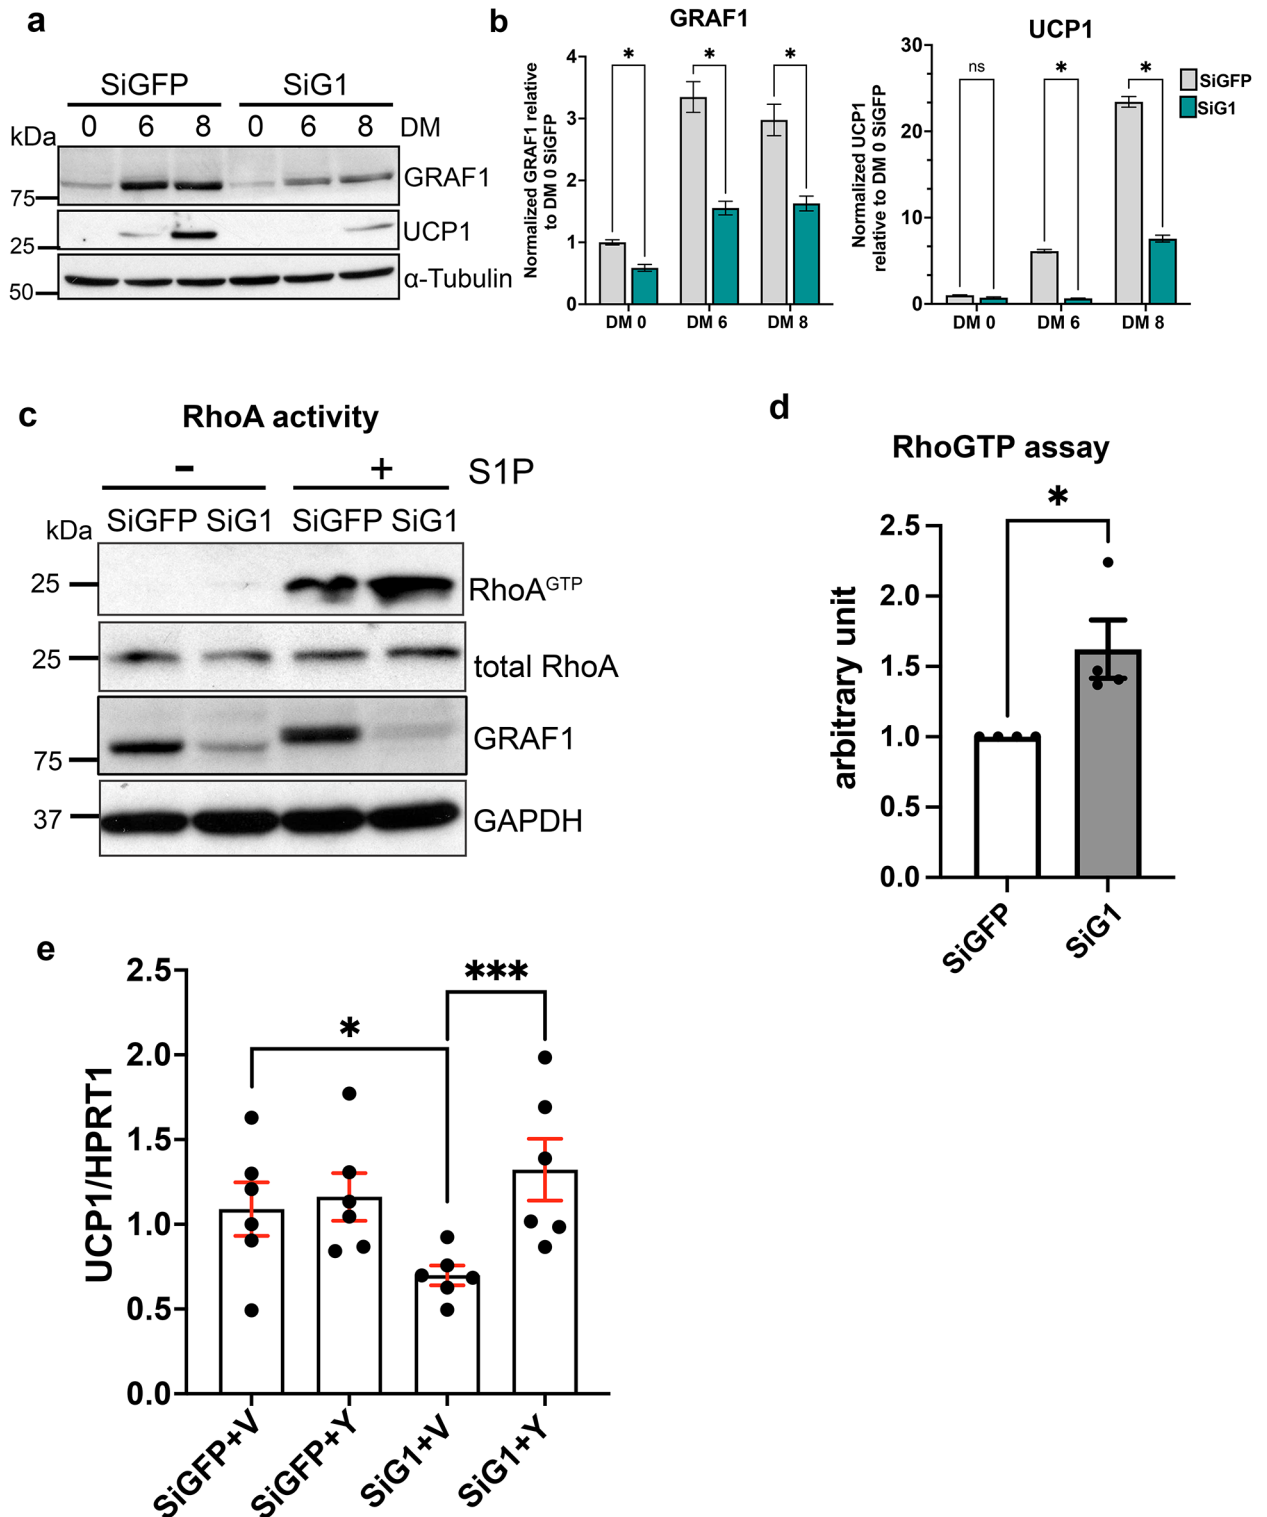 a
SiGFP SiG1
kDa 0 6 8 0 6 8 DM
GRAF1
75
UCP1
25
α-Tubulin
50
b
GRAF1
Normalized GRAF1 relative
to DM 0 SiGFP
4
3
2
1
0
* * *
DM 0 DM 6 DM 8
UCP1
Normalized UCP1
relative to DM 0 SiGFP
30
20
10
0
ns * *
DM 0 DM 6 DM 8
SiGFP
SiG1
c
RhoA activity
- + S1P
SiGFP SiG1 SiGFP SiG1
kDa
25 RhoAGTP
25 total RhoA
GRAF1
75
37 GAPDH
d
RhoGTP assay
*
arbitrary unit
2.5
2.0
1.5
1.0
0.5
0.0
SiGFP SiG1
e
UCP1/HPRT1
2.5
2.0
1.5
1.0
0.5
0.0
* ***
SiGFP+V SiGFP+Y SiG1+V SiG1+Y